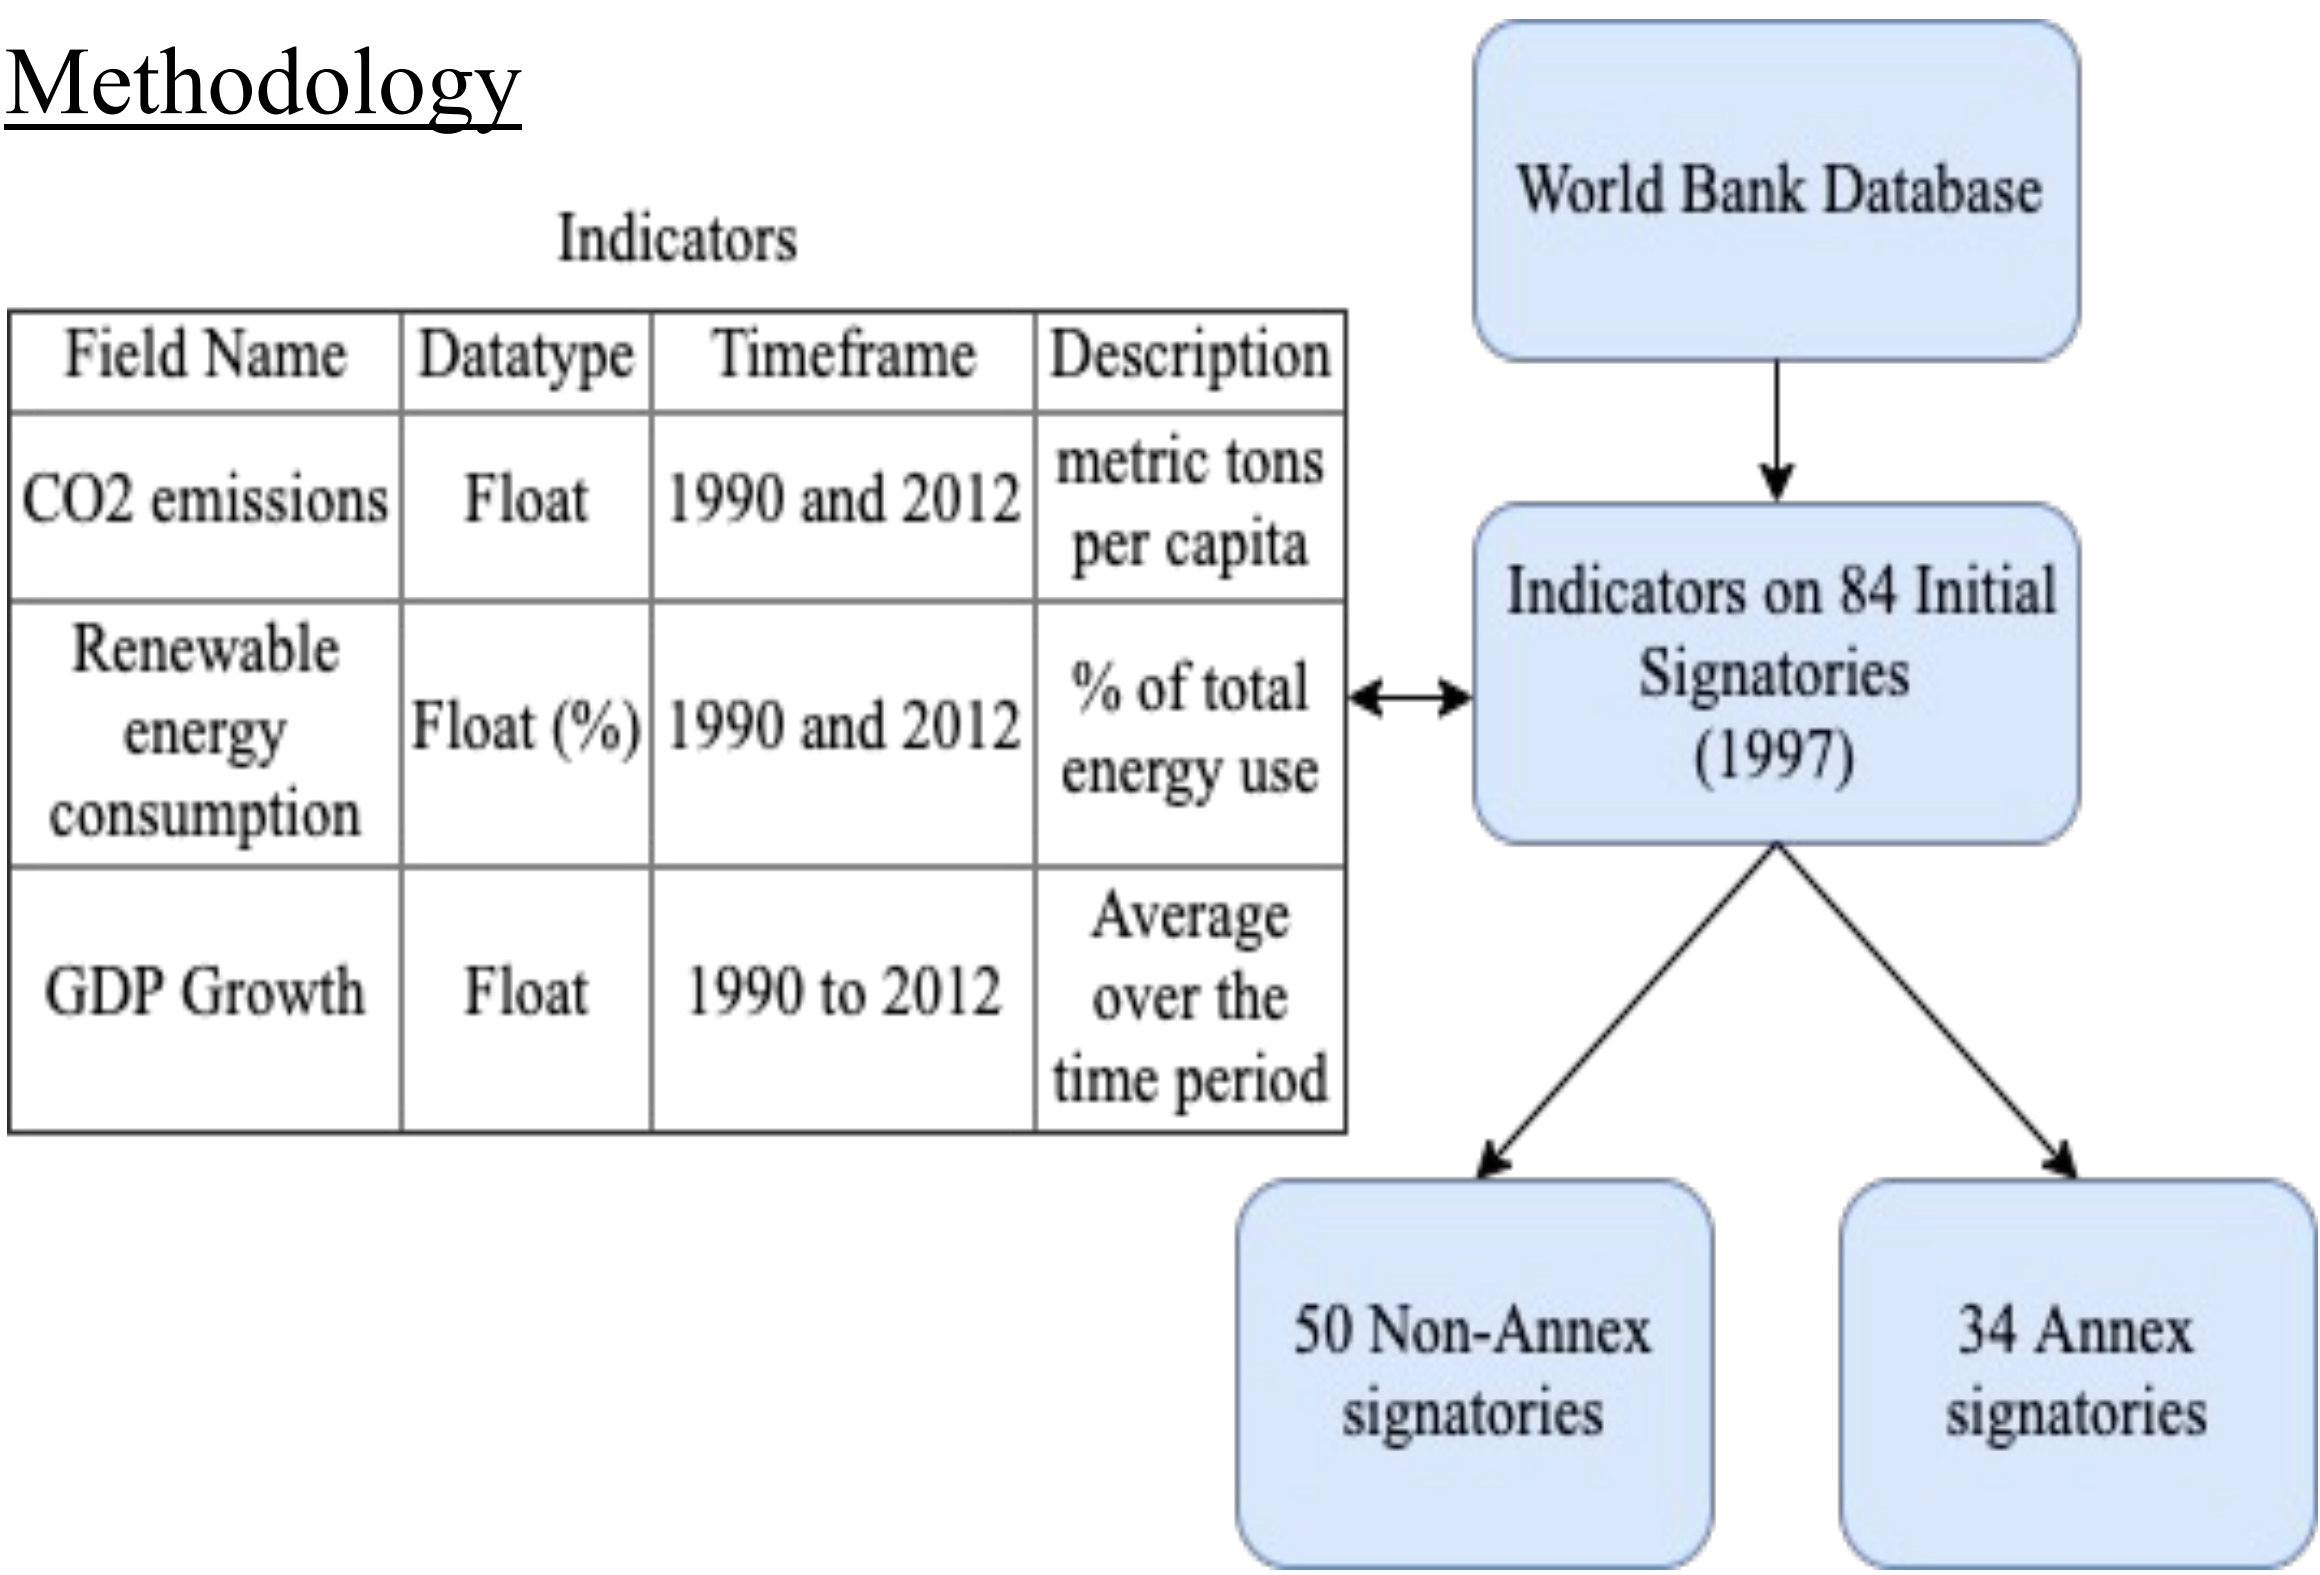 Methodology
Indicators
Field Name Datatype Timeframe Description
CO2 emissions Float 1990 and 2012 metric tons
per capita
Renewable
energy
consumption
Float (%) 1990 and 2012 % of total
energy use
GDP Growth Float 1990 to 2012 Average
over the
time period
World Bank Database
Indicators on 84 Initial
Signatories
(1997)
50 Non-Annex
signatories
34 Annex
signatories